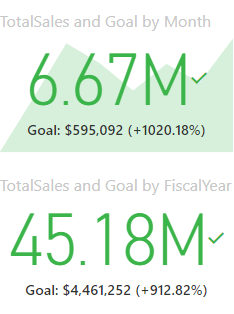 TotalSales and Goal by Month
6.67M✓
Goal: $595,092 (+1020.18%)
TotalSales and Goal by FiscalYear
45.18M✓
Goal: $4,461,252 (+912.82%)